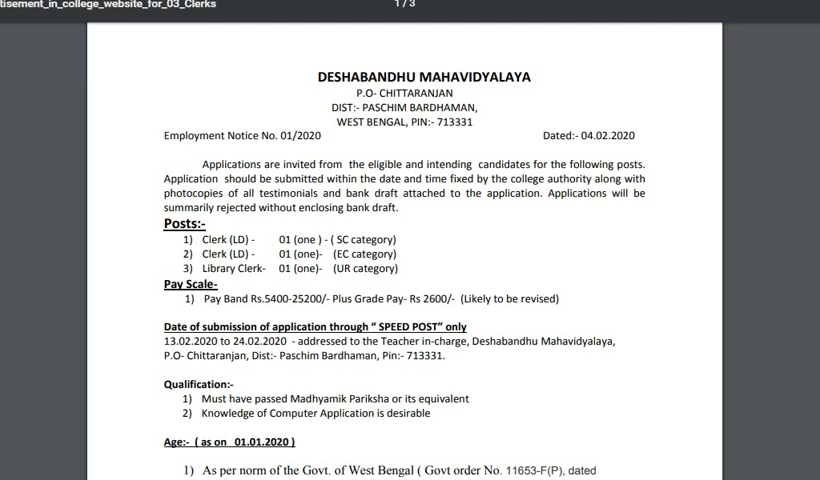 tisement_in_college_website_for_03_Clerks
1 / 3
DESHABANDHU MAHAVIDYALAYA
P.O- CHITTARANJAN
DIST:- PASCHIM BARDHAMAN,
WEST BENGAL, PIN:- 713331
Employment Notice No. 01/2020 Dated:- 04.02.2020
Applications are invited from the eligible and intending candidates for the following posts.
Application should be submitted within the date and time fixed by the college authority along with
photocopies of all testimonials and bank draft attached to the application. Applications will be
summarily rejected without enclosing bank draft.
Posts:-
1) Clerk (LD) - 01 (one ) - ( SC category)
2) Clerk (LD) - 01 (one)- (EC category)
3) Library Clerk- 01 (one)- (UR category)
Pay Scale-
1) Pay Band Rs.5400-25200/- Plus Grade Pay- Rs 2600/- (Likely to be revised)
Date of submission of application through “ SPEED POST” only
13.02.2020 to 24.02.2020 - addressed to the Teacher in-charge, Deshabandhu Mahavidyalaya,
P.O- Chittaranjan, Dist:- Paschim Bardhaman, Pin:- 713331.
Qualification:-
1) Must have passed Madhyamik Pariksha or its equivalent
2) Knowledge of Computer Application is desirable
Age:- ( as on 01.01.2020 )
1) As per norm of the Govt. of West Bengal ( Govt order No. 11653-F(P), dated